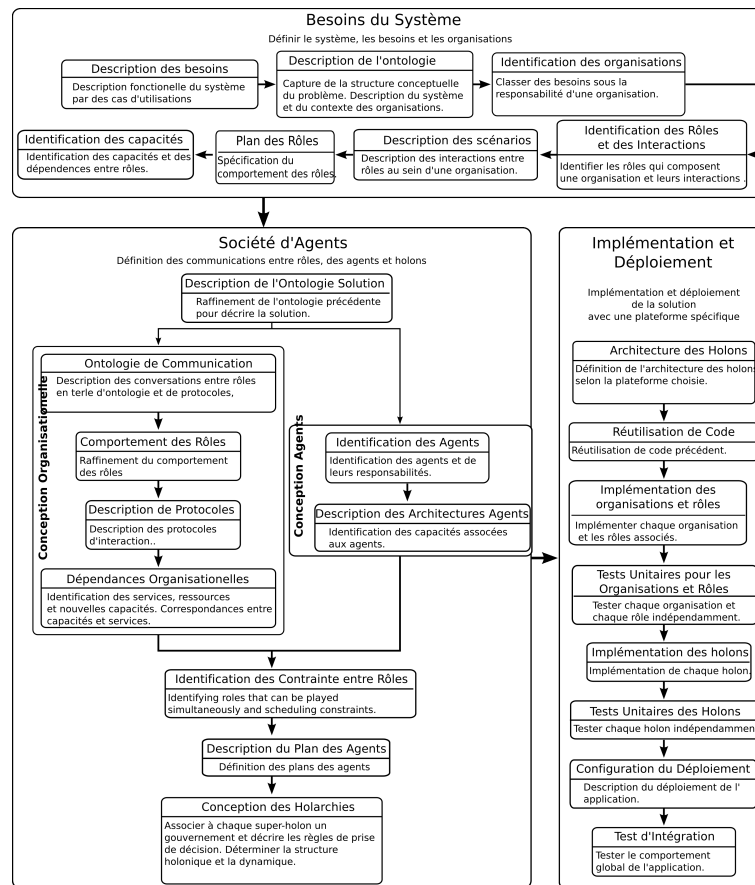 Besoins du Système
Définir le système, les besoins et les organisations
Description des besoins
Description fonctionelle du système
par des cas d'utilisations
Description de l'ontologie
Capture de la structure conceptuelle
du problème. Description du système
et du contexte des organisations.
Identification des organisations
Classer des besoins sous la
responsabilité d'une organisation.
Identification des Rôles
et des Interactions
Identifier les rôles qui composent
une organisation et leurs interactions .
Description des scénarios
Description des interactions entre
rôles au sein d'une organisation.
Plan des Rôles
Spécification du
comportement des rôles.
Identification des capacités
Identification des capacités et des
dépendences entre rôles.
Société d'Agents
Définition des communications entre rôles, des agents et holons
Description de l'Ontologie Solution
Raffinement de l'ontologie précédente
pour décrire la solution.
Conception Organisationelle
Ontologie de Communication
Description des conversations entre rôles
en terle d'ontologie et de protocoles,
Comportement des Rôles
Raffinement du comportement
des rôles
Description de Protocoles
Description des protocoles
d'interaction..
Dépendances Organisationelles
Identification des services, ressources
et nouvelles capacités. Correspondances entre
capacités et services.
Conception Agents
Identification des Agents
Identification des agents et de
leurs responsabilités.
Description des Architectures Agents
Identification des capacités associées
aux agents.
Identification des Contrainte entre Rôles
Identifying roles that can be played
simultaneously and scheduling constraints.
Description du Plan des Agents
Définition des plans des agents
Conception des Holarchies
Associer à chaque super-holon un
gouvernement et décrire les règles de prise
de décision. Déterminer la structure
holonique et la dynamique.
Implémentation et
Déploiement
Implémentation et déploiement
de la solution
avec une plateforme spécifique
Architecture des Holons
Définition de l'architecture des holons
selon la plateforme choisie.
Réutilisation de Code
Réutilisation de code précédent.
Implémentation des
organisations et rôles
Implémenter chaque organisation
et les rôles associés.
Tests Unitaires pour les
Organisations et Rôles
Tester chaque organisation et
chaque rôle indépendamment.
Implémentation des holons
Implémentation de chaque holon.
Tests Unitaires des Holons
Tester chaque holon indépendammen
Configuration du Déploiement
Description du déploiement de l'
application.
Test d'Intégration
Tester le comportement
global de l'application.